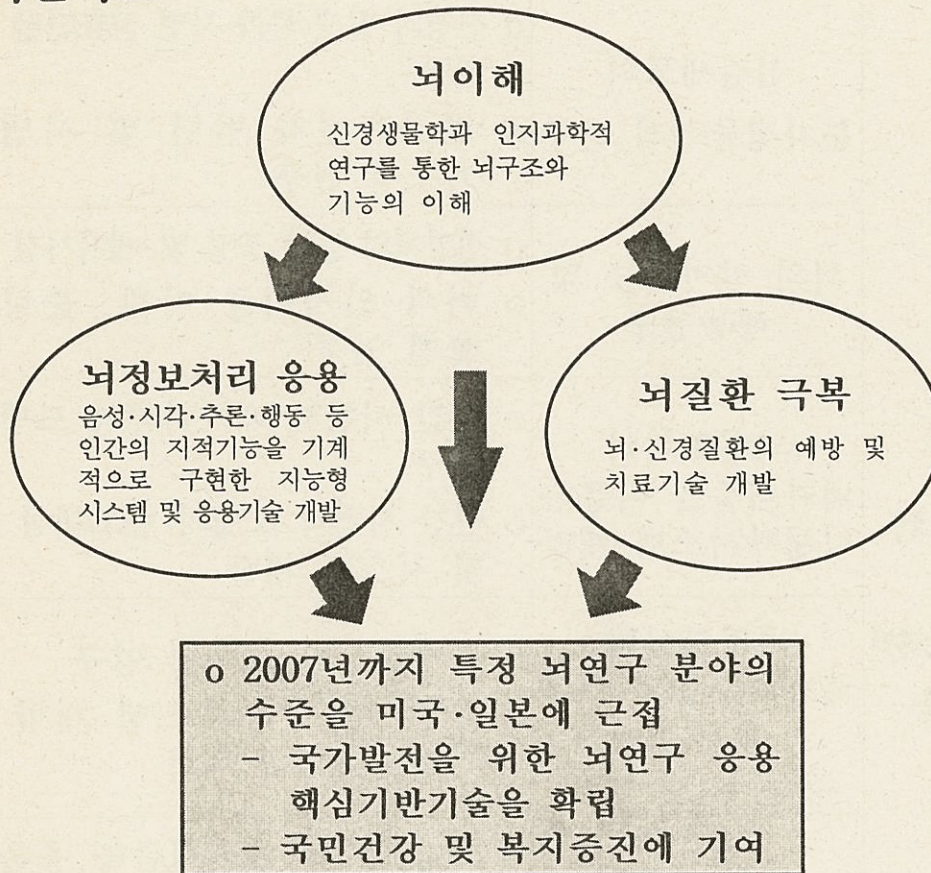 뇌이해
신경생물학과 인지과학적
연구를 통한 뇌구조와
기능의 이해
뇌정보처리 응용
음성·시각·추론·행동 등
인간의 지적기능을 기계
적으로 구현한 지능형
시스템 및 응용기술 개발
뇌질환 극복
뇌·신경질환의 예방 및
치료기술 개발
o 2007년까지 특정 뇌연구 분야의
수준을 미국·일본에 근접
- 국가발전을 위한 뇌연구 응용
핵심기반기술을 확립
- 국민건강 및 복지증진에 기여